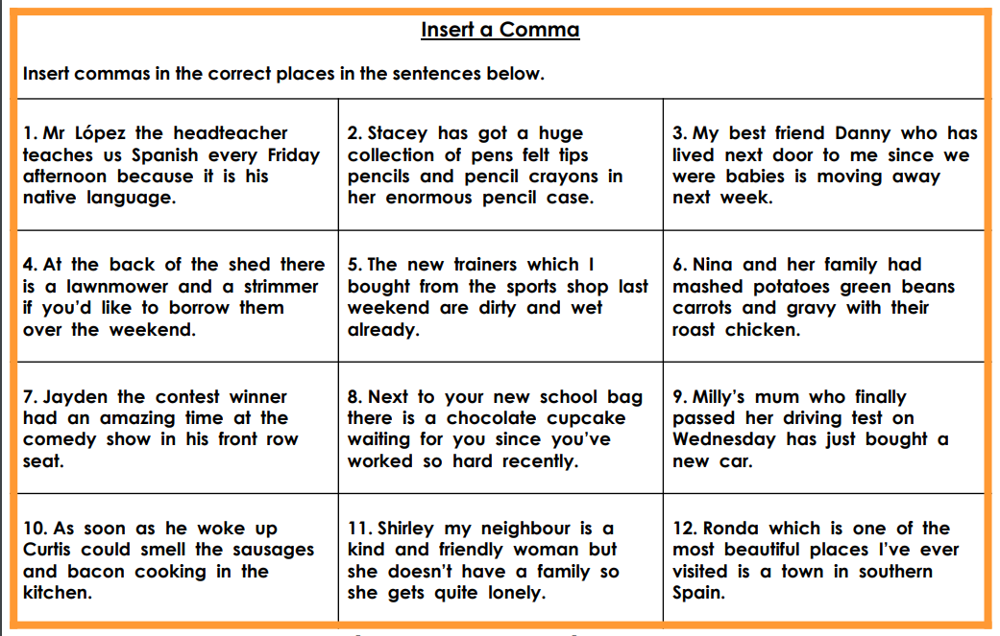 Insert a Comma
Insert commas in the correct places in the sentences below.
1. Mr López the headteacher
teaches us Spanish every Friday
afternoon because it is his
native language.
2. Stacey has got a huge
collection of pens felt tips
pencils and pencil crayons in
her enormous pencil case.
3. My best friend Danny who has
lived next door to me since we
were babies is moving away
next week.
4. At the back of the shed there
is a lawnmower and a strimmer
if you’d like to borrow them
over the weekend.
5. The new trainers which I
bought from the sports shop last
weekend are dirty and wet
already.
6. Nina and her family had
mashed potatoes green beans
carrots and gravy with their
roast chicken.
7. Jayden the contest winner
had an amazing time at the
comedy show in his front row
seat.
8. Next to your new school bag
there is a chocolate cupcake
waiting for you since you’ve
worked so hard recently.
9. Milly’s mum who finally
passed her driving test on
Wednesday has just bought a
new car.
10. As soon as he woke up
Curtis could smell the sausages
and bacon cooking in the
kitchen.
11. Shirley my neighbour is a
kind and friendly woman but
she doesn’t have a family so
she gets quite lonely.
12. Ronda which is one of the
most beautiful places I’ve ever
visited is a town in southern
Spain.